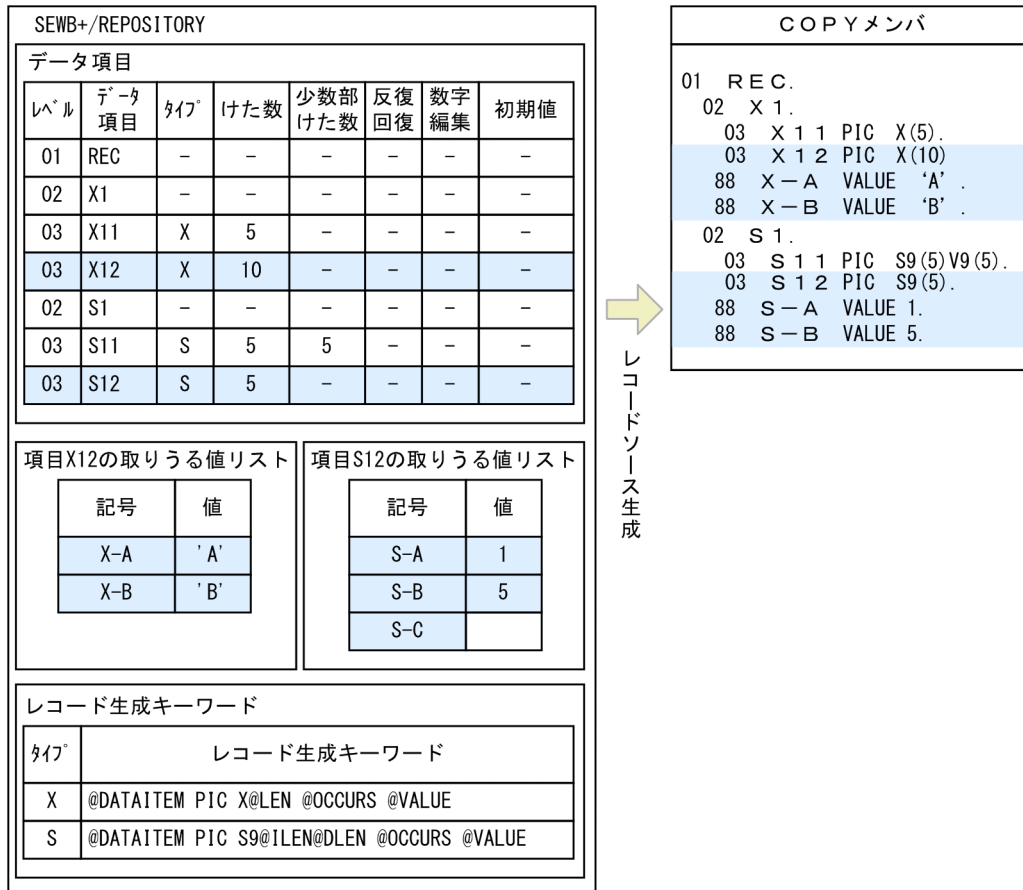 SEWB+/REPOSITORY
データ項目
ﾚﾍﾞﾙ ﾃﾞｰﾀ項目 ﾀｲﾌﾟ けた数 少数部けた数 反復回復 数字編集 初期値
01 REC － － － － － －
02 X1 － － － － － －
03 X11 X 5 － － － －
03 X12 X 10 － － － －
02 S1 － － － － － －
03 S11 S 5 5 － － －
03 S12 S 5 － － － －
項目X12の取りうる値リスト
記号 値
X-A 'A'
X-B 'B'
項目S12の取りうる値リスト
記号 値
S-A 1
S-B 5
S-C
レコード生成キーワード
ﾀｲﾌﾟ レコード生成キーワード
X @DATAITEM PIC X@LEN @OCCURS @VALUE
S @DATAITEM PIC S9@ILEN@DLEN @OCCURS @VALUE
レコードソース生成
ＣＯＰＹメンバ
01 ＲＥＣ.
02 Ｘ１.
03 Ｘ１１ PIC X(5).
03 Ｘ１２ PIC X(10)
88 Ｘ－Ａ VALUE ‘A’.
88 Ｘ－Ｂ VALUE ‘B’.
02 Ｓ１.
03 Ｓ１１ PIC S9(5)V9(5).
03 Ｓ１２ PIC S9(5).
88 Ｓ－Ａ VALUE 1.
88 Ｓ－Ｂ VALUE 5.